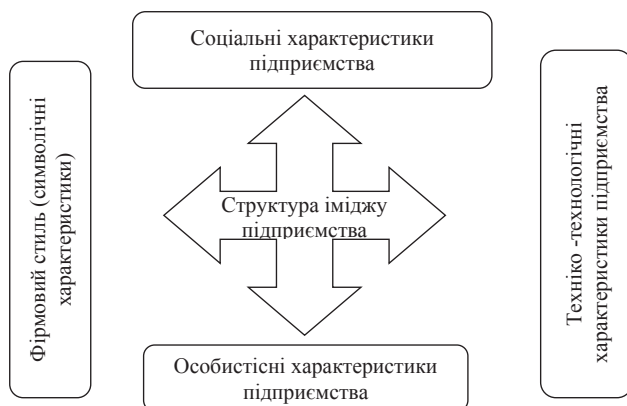 Соціальні характеристики
підприємства
Фірмовий стиль (символічні
характеристики)
Структура іміджу
підприємства
Техніко -технологічні
характеристики підприємства
Особистісні характеристики
підприємства